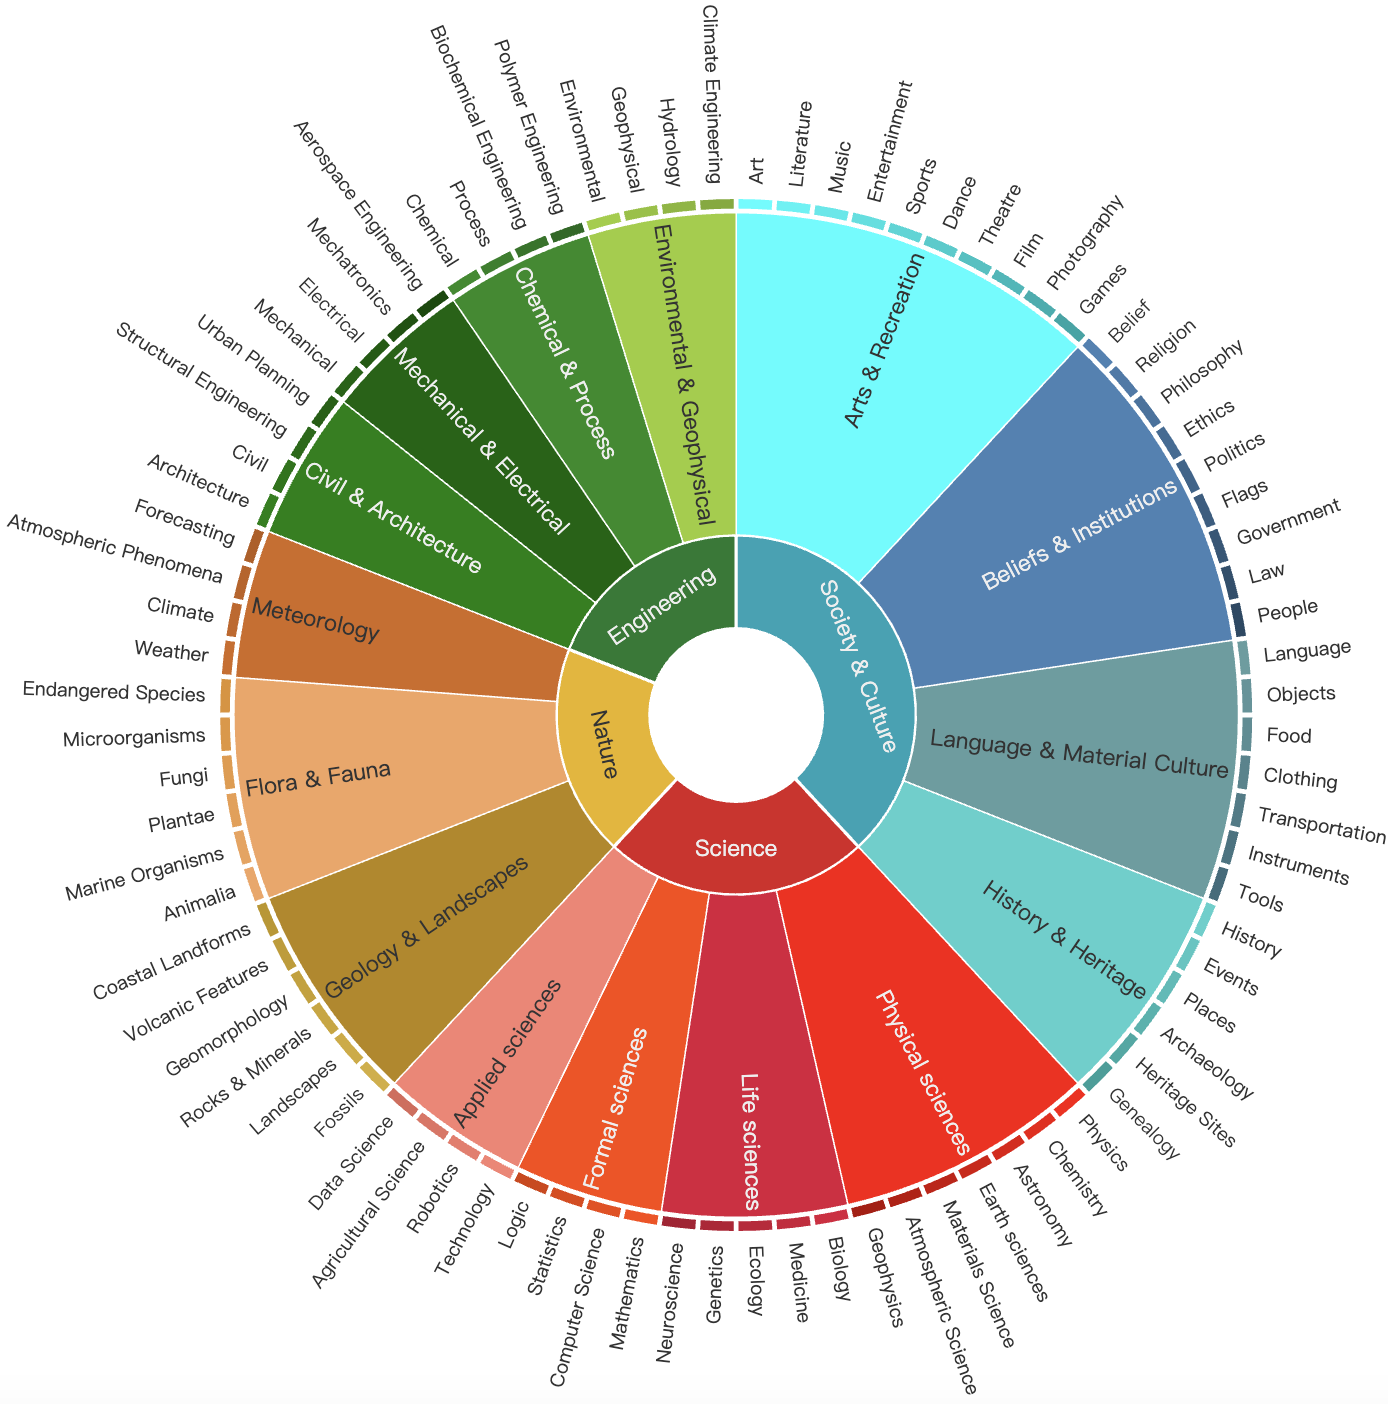 Society & Culture
Arts & Recreation
Art
Literature
Music
Entertainment
Sports
Dance
Theatre
Film
Photography
Games
Beliefs & Institutions
Belief
Religion
Philosophy
Ethics
Politics
Flags
Government
Law
People
Language & Material Culture
Language
Objects
Food
Clothing
Transportation
Instruments
Tools
History & Heritage
History
Events
Places
Archaeology
Heritage Sites
Genealogy
Science
Physical sciences
Physics
Chemistry
Astronomy
Earth sciences
Materials Science
Atmospheric Science
Geophysics
Life sciences
Biology
Medicine
Ecology
Genetics
Neuroscience
Formal sciences
Mathematics
Computer Science
Statistics
Logic
Applied sciences
Technology
Robotics
Agricultural Science
Data Science
Nature
Geology & Landscapes
Fossils
Landscapes
Rocks & Minerals
Geomorphology
Volcanic Features
Coastal Landforms
Flora & Fauna
Animalia
Marine Organisms
Plantae
Fungi
Microorganisms
Endangered Species
Meteorology
Weather
Climate
Atmospheric Phenomena
Forecasting
Engineering
Civil & Architecture
Architecture
Civil
Structural Engineering
Urban Planning
Mechanical & Electrical
Mechanical
Electrical
Mechatronics
Aerospace Engineering
Chemical & Process
Chemical
Process
Biochemical Engineering
Polymer Engineering
Environmental & Geophysical
Environmental
Geophysical
Hydrology
Climate Engineering